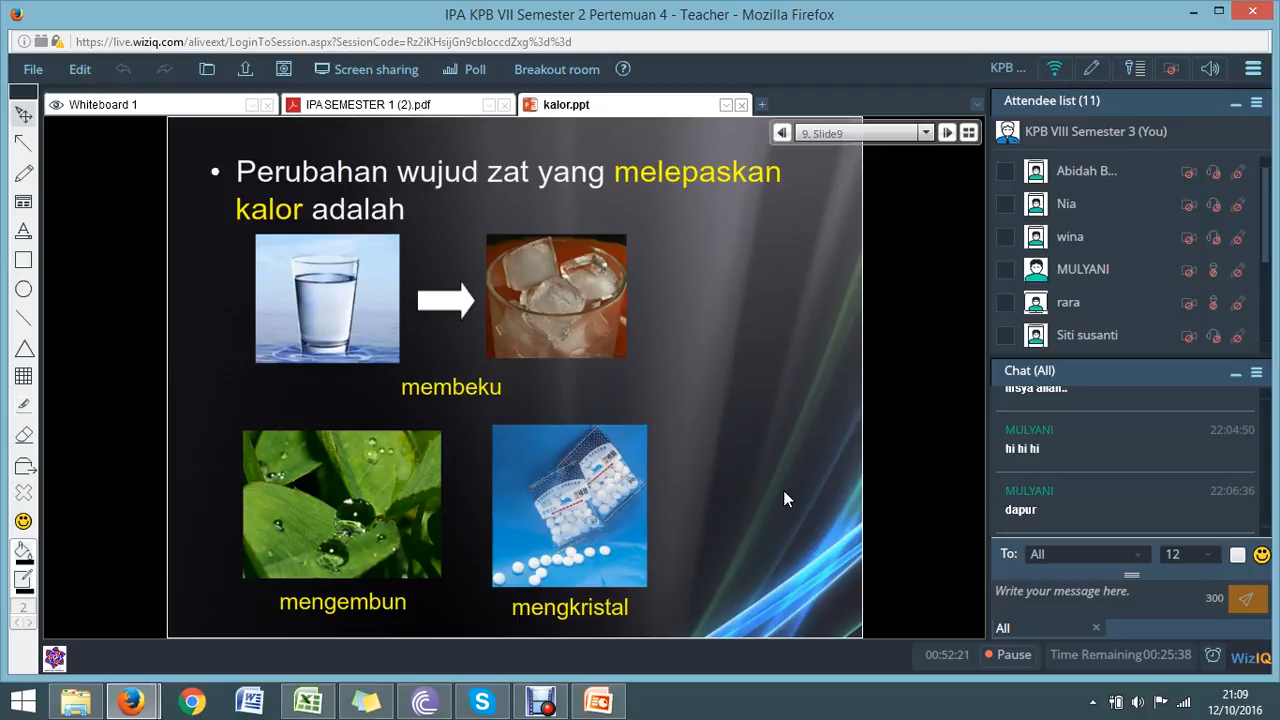 IPA KPB VII Semester 2 Pertemuan 4 - Teacher - Mozilla Firefox
https://live.wiziq.com/aliveext/LoginToSession.aspx?SessionCode=Rz2iKHsijGn9cbloccdZxg%3d%3d
File Edit Screen sharing Poll Breakout room ? KPB ...
Whiteboard 1 IPA SEMESTER 1 (2).pdf kalor.ppt +
Attendee list (11)
9. Slide9
KPB VIII Semester 3 (You)
Abidah B...
Nia
wina
MULYANI
rara
Siti susanti
• Perubahan wujud zat yang melepaskan
kalor adalah
membeku
mengembun
mengkristal
Chat (All)
MULYANI 22:04:50
hi hi hi
MULYANI 22:06:36
dapur
To: All 12
Write your message here. 300
All
2
00:52:21 Pause Time Remaining 00:25:38 WizIQ
21:09
12/10/2016